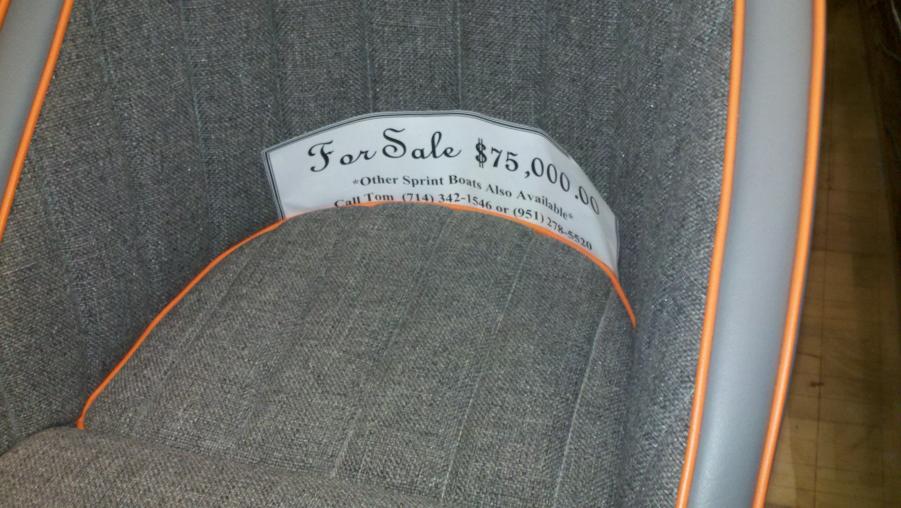 For Sale $75,000.00
*Other Sprint Boats Also Available*
Call Tom (714) 342-1546 or (951) 278-5520